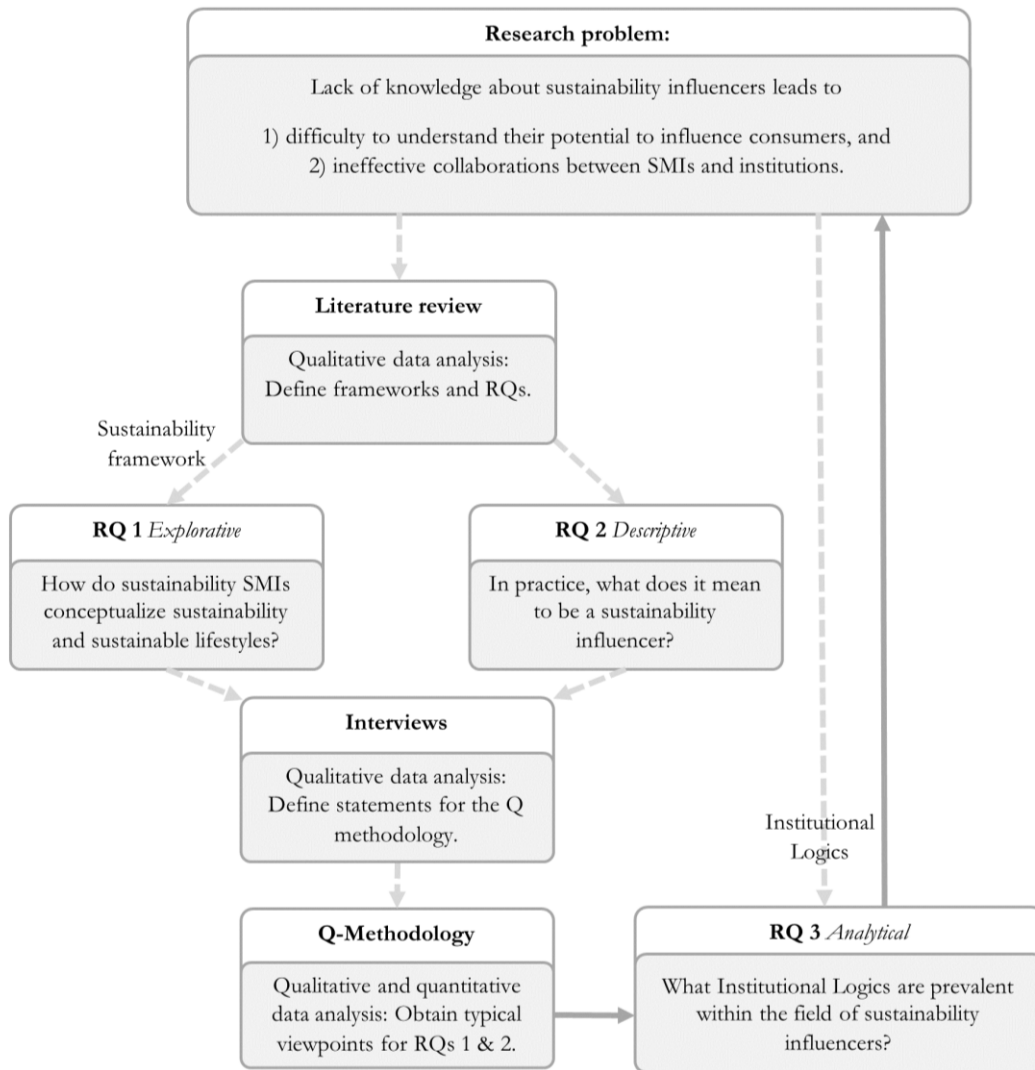 Research problem:
Lack of knowledge about sustainability influencers leads to
1) difficulty to understand their potential to influence consumers, and
2) ineffective collaborations between SMIs and institutions.
Literature review
Qualitative data analysis:
Define frameworks and RQs.
Sustainability
framework
RQ 1 Explorative
How do sustainability SMIs
conceptualize sustainability
and sustainable lifestyles?
RQ 2 Descriptive
In practice, what does it mean
to be a sustainability
influencer?
Interviews
Qualitative data analysis:
Define statements for the Q
methodology.
Institutional
Logics
Q-Methodology
Qualitative and quantitative
data analysis: Obtain typical
viewpoints for RQs 1 & 2.
RQ 3 Analytical
What Institutional Logics are prevalent
within the field of sustainability
influencers?